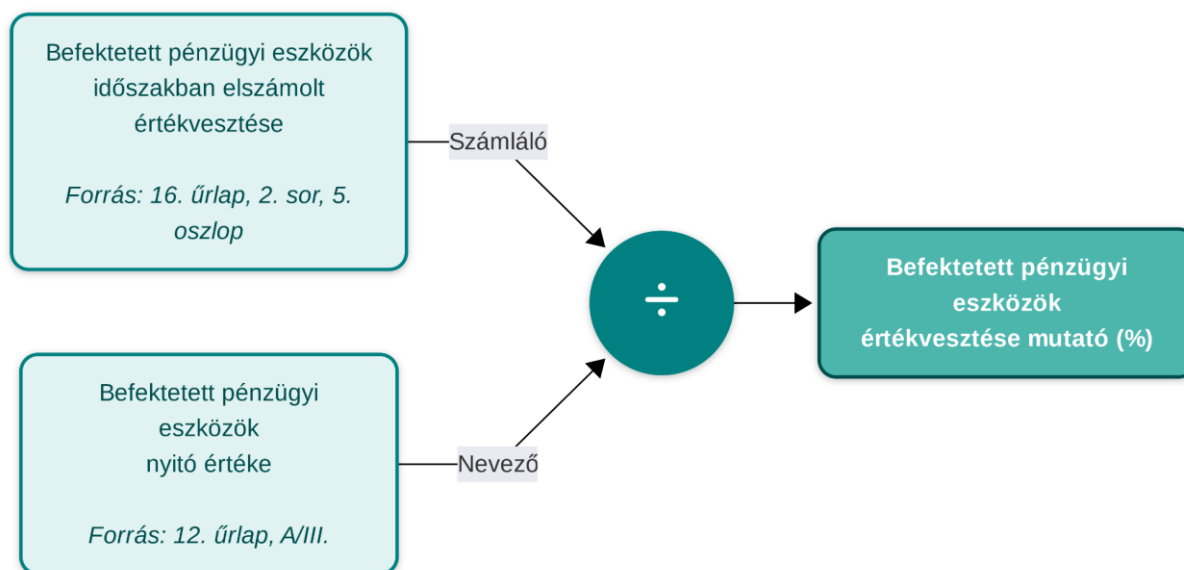 Befektetett pénzügyi eszközök
időszakban elszámolt
értékvesztése
Forrás: 16. űrlap, 2. sor, 5.
oszlop
Számláló
÷
Befektetett pénzügyi
eszközök
értékvesztése mutató (%)
Befektetett pénzügyi
eszközök
nyitó értéke
Forrás: 12. űrlap, A/III.
Nevező